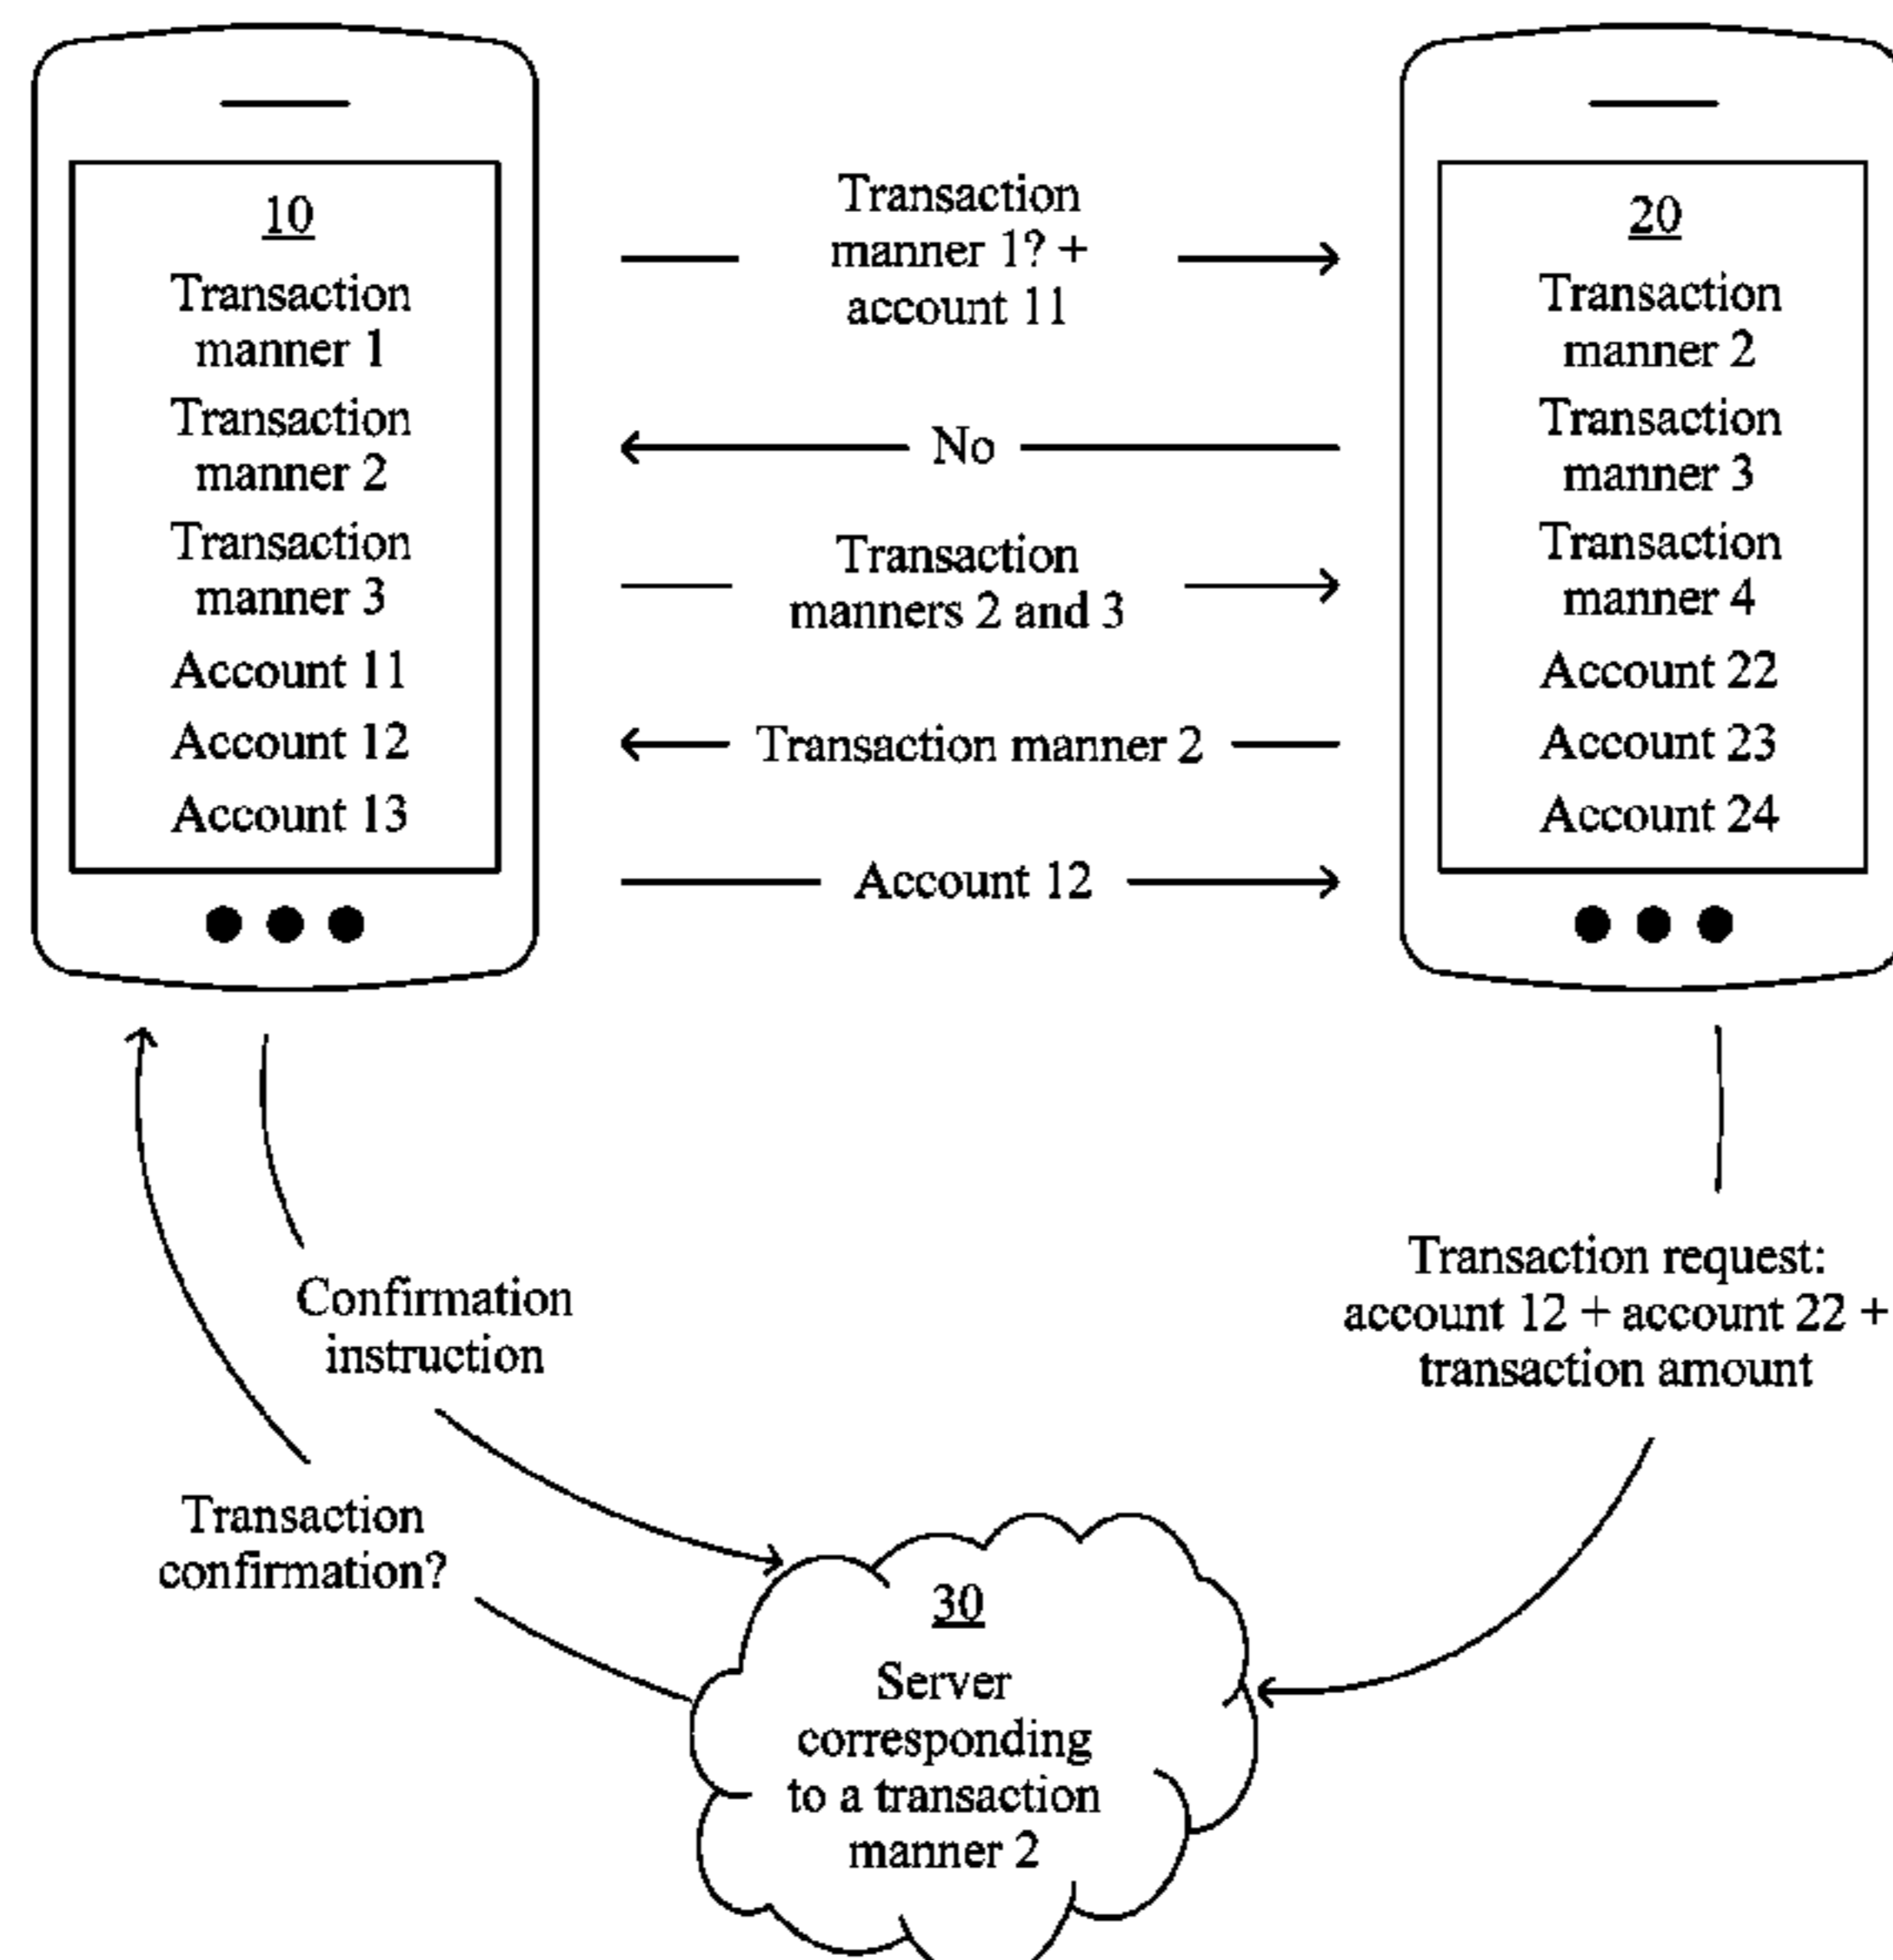 10
Transaction
manner 1
Transaction
manner 2
Transaction
manner 3
Account 11
Account 12
Account 13
Transaction
manner 1? +
account 11
No
Transaction
manners 2 and 3
Transaction manner 2
Account 12
20
Transaction
manner 2
Transaction
manner 3
Transaction
manner 4
Account 22
Account 23
Account 24
Confirmation
instruction
Transaction
confirmation?
Transaction request:
account 12 + account 22 +
transaction amount
30
Server
corresponding
to a transaction
manner 2